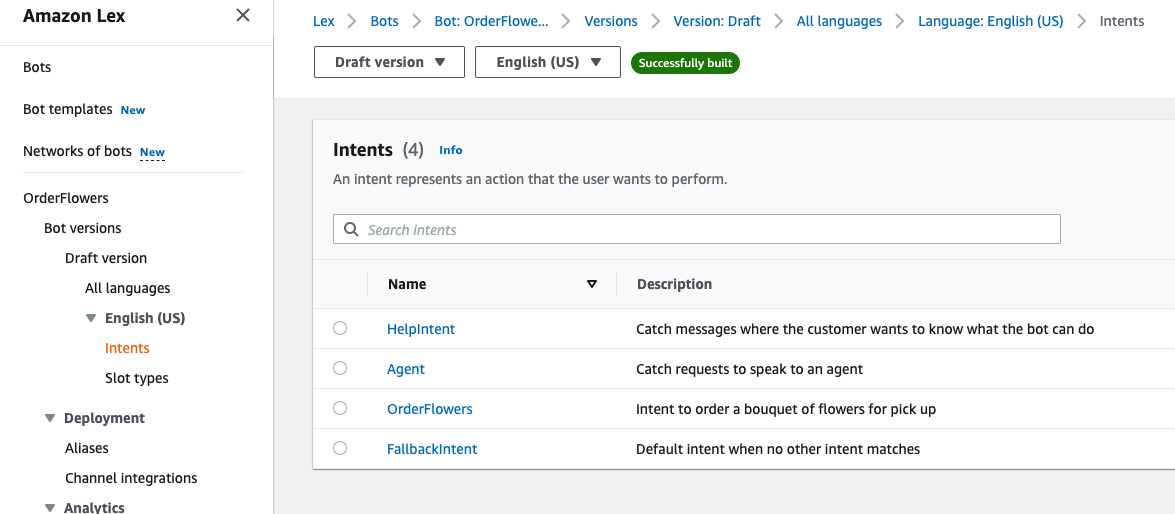 Amazon Lex
Bots
Bot templates New
Networks of bots New
OrderFlowers
Bot versions
Draft version
All languages
English (US)
Intents
Slot types
Deployment
Aliases
Channel integrations
Analytics
Lex > Bots > Bot: OrderFlowe... > Versions > Version: Draft > All languages > Language: English (US) > Intents
Draft version English (US) Successfully built
Intents (4) Info
An intent represents an action that the user wants to perform.
Search intents
Name Description
HelpIntent Catch messages where the customer wants to know what the bot can do
Agent Catch requests to speak to an agent
OrderFlowers Intent to order a bouquet of flowers for pick up
FallbackIntent Default intent when no other intent matches